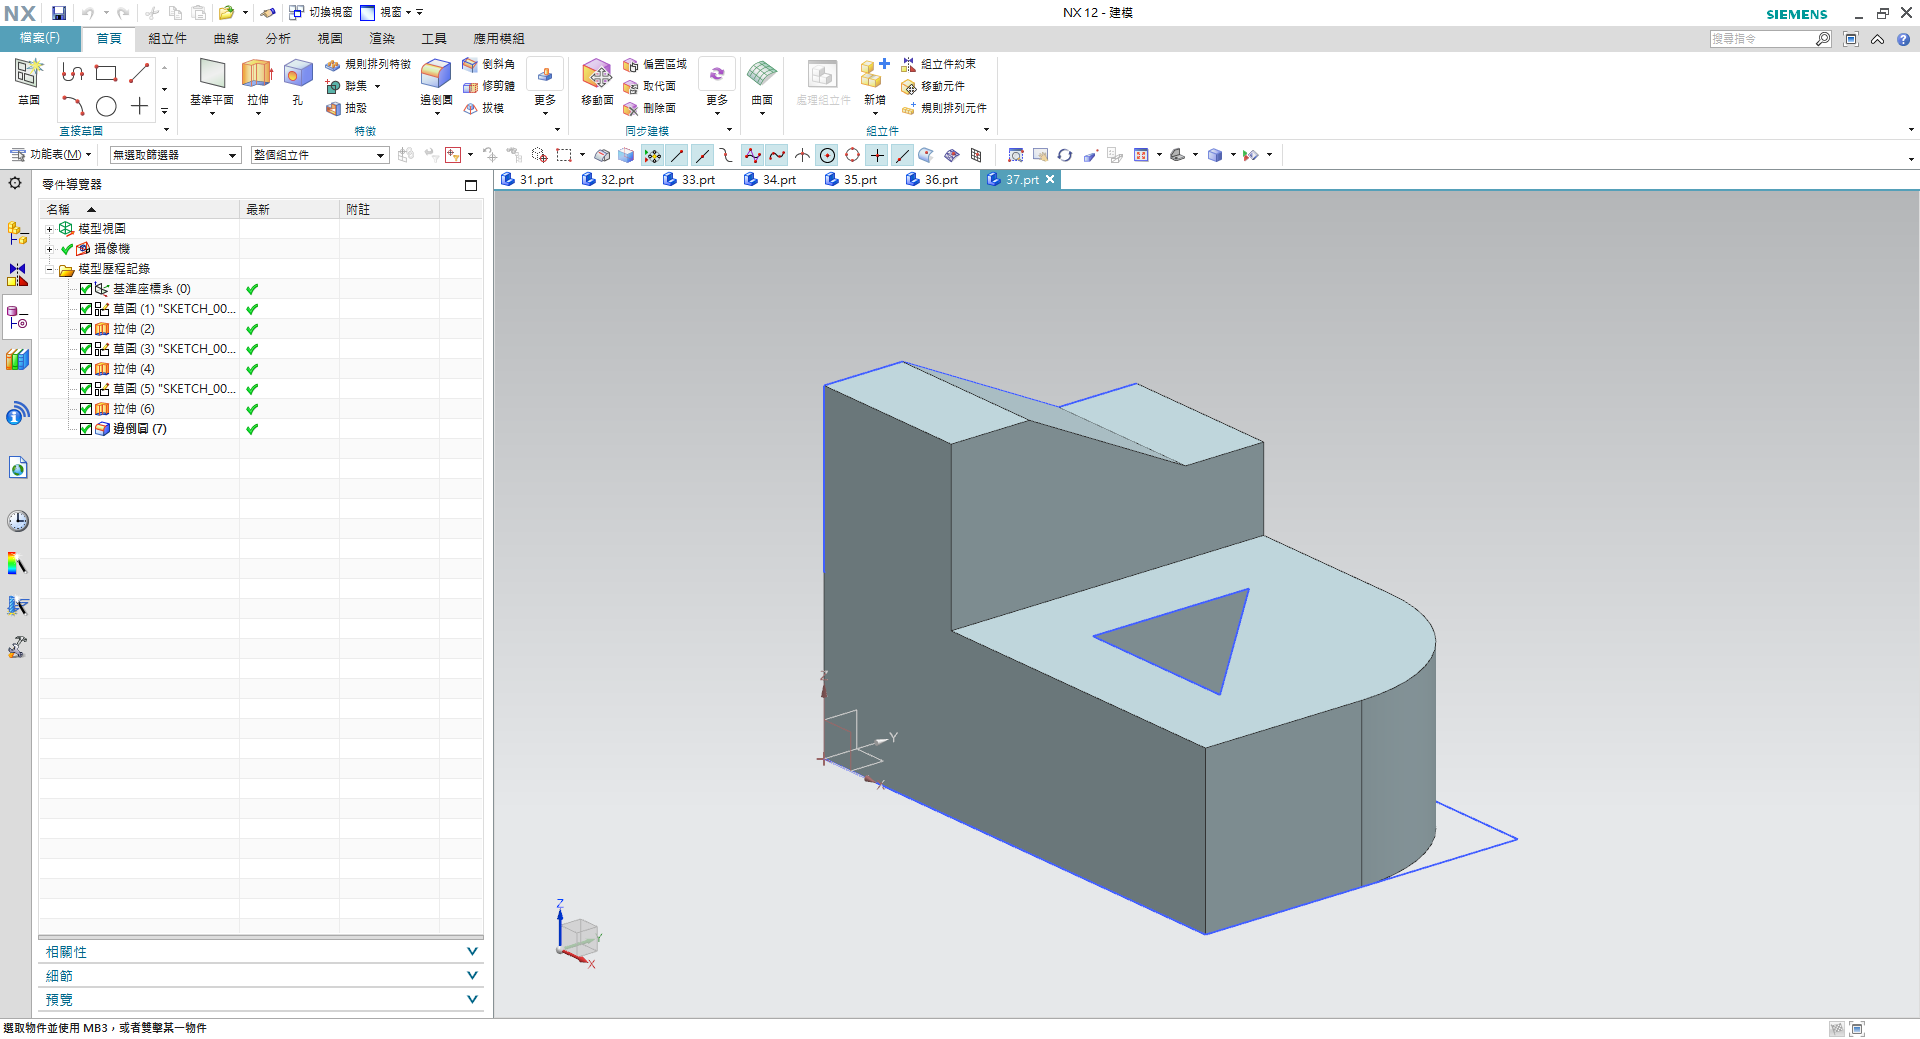 NX
切換視窗
視窗
NX 12 - 建模
SIEMENS
檔案(F)
首頁
組立件
曲線
分析
視圖
渲染
工具
應用模組
搜尋指令
草圖
直接草圖
基準平面
拉伸
孔
規則排列特徵
聯集
抽殼
邊倒圓
倒斜角
修剪體
拔模
更多
特徵
移動面
偏置區域
取代面
刪除面
更多
同步建模
曲面
處理組立件
新增
組立件約束
移動元件
規則排列元件
組立件
功能表(M)
無選取篩選器
整個組立件
零件導覽器
31.prt
32.prt
33.prt
34.prt
35.prt
36.prt
37.prt
名稱
最新
附註
模型視圖
攝像機
模型歷程記錄
基準座標系 (0)
草圖 (1) "SKETCH_00...
拉伸 (2)
草圖 (3) "SKETCH_00...
拉伸 (4)
草圖 (5) "SKETCH_00...
拉伸 (6)
邊倒圓 (7)
Z
Y
X
Z
Y
X
相關性
細節
預覽
選取物件並使用 MB3，或者雙擊某一物件